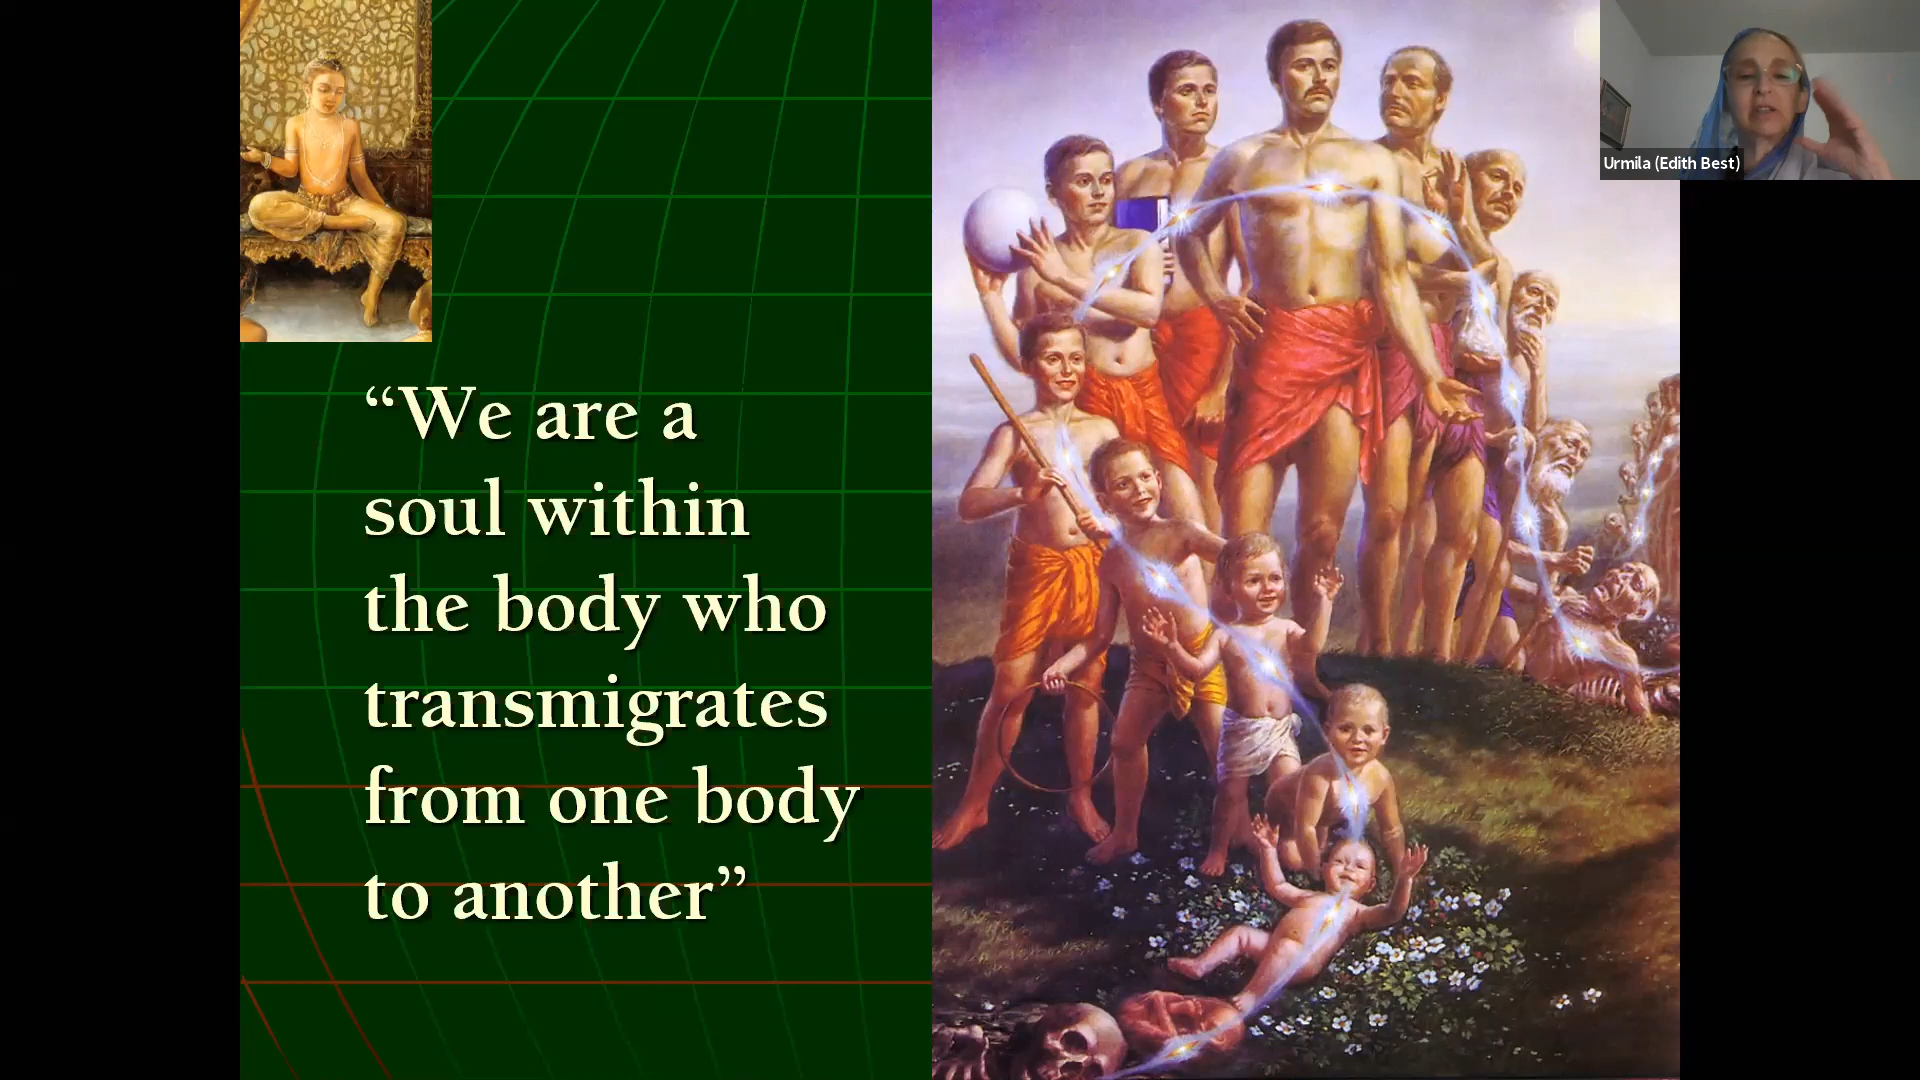 “We are a
soul within
the body who
transmigrates
from one body
to another”
Urmila (Edith Best)